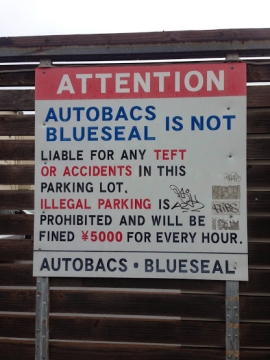 ATTENTION
AUTOBACS
BLUESEAL IS NOT
LIABLE FOR ANY TEFT
OR ACCIDENTS IN THIS
PARKING LOT.
ILLEGAL PARKING IS
PROHIBITED AND WILL BE
FINED ¥5000 FOR EVERY HOUR.
AUTOBACS • BLUESEAL